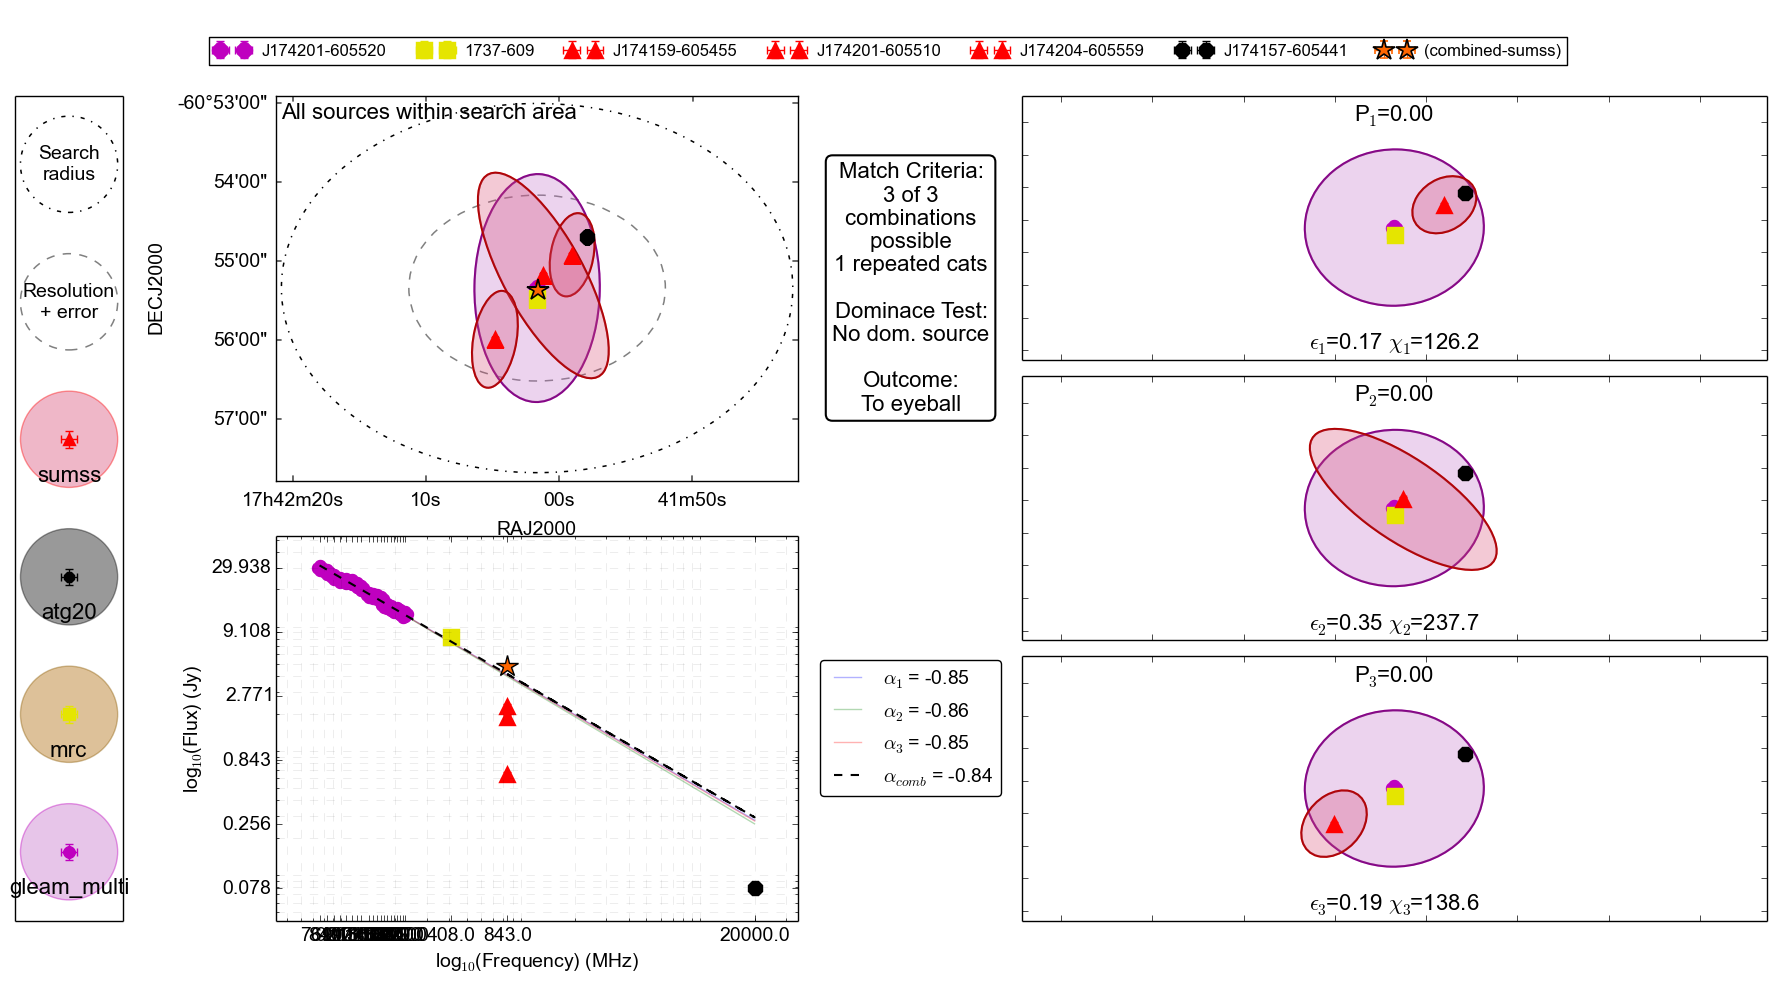 J174201-605520 1737-609 J174159-605455 J174201-605510 J174204-605559 J174157-605441 (combined-sumss)
Search
radius
Resolution
+ error
sumss
atg20
mrc
gleam_multi
All sources within search area
DECJ2000
-60°53'00"
54'00"
55'00"
56'00"
57'00"
17h42m20s 10s 00s 41m50s
RAJ2000
Match Criteria:
3 of 3
combinations
possible
1 repeated cats
Dominace Test:
No dom. source
Outcome:
To eyeball
log10(Flux) (Jy)
29.938
9.108
2.771
0.843
0.256
0.078
408.0 843.0 20000.0
log10(Frequency) (MHz)
α1 = -0.85
α2 = -0.86
α3 = -0.85
αcomb = -0.84
P1=0.00
ϵ1=0.17 χ1=126.2
P2=0.00
ϵ2=0.35 χ2=237.7
P3=0.00
ϵ3=0.19 χ3=138.6